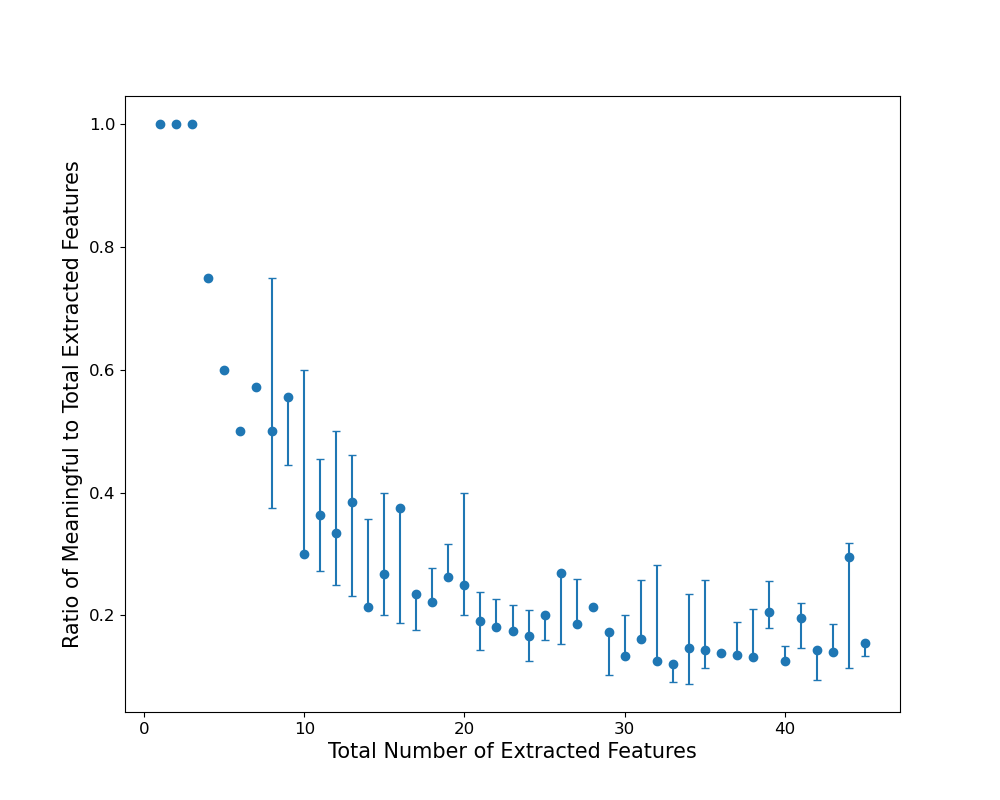 1.0
0.8
0.6
0.4
0.2
Ratio of Meaningful to Total Extracted Features
0 10 20 30 40
Total Number of Extracted Features